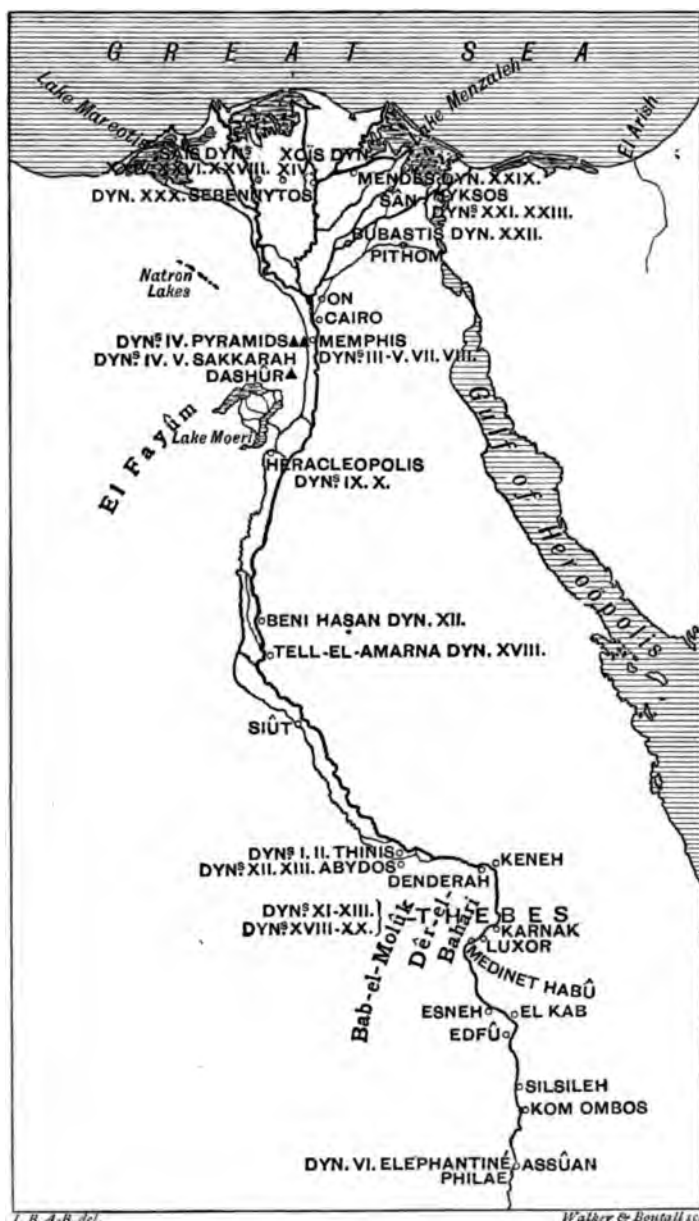 GREAT SEA
Lake Mareotis
Lake Menzaleh
El Arish
SAÏS DYNS
XXIV. XXVI. XXVIII.
XOÏS DYN.
XIV.
MENDES DYN. XXIX.
DYN. XXX. SEBENNYTOS
SÂN
HYKSOS
DYNS XXI. XXIII.
BUBASTIS DYN. XXII.
PITHOM
Natron
Lakes
ON
CAIRO
DYNS IV. PYRAMIDS
MEMPHIS
DYNS III-V. VII. VIII.
DYNS IV. V. SAKKARAH
DASHÛR
El Fayûm
Lake Moeri
Gulf of Heroöpolis
HERACLEOPOLIS
DYNS IX. X.
BENI HASAN DYN. XII.
TELL-EL-AMARNA DYN. XVIII.
SIÛT
DYNS I. II. THINIS
DYNS XII. XIII. ABYDOS
KENEH
DENDERAH
DYNS XI-XIII.
DYNS XVIII-XX.
THEBES
Bab-el-Molûk
Dêr-el-
Bahari
KARNAK
LUXOR
MEDINET HABÛ
ESNEH
EL KAB
EDFÛ
SILSILEH
KOM OMBOS
DYN. VI. ELEPHANTINÉ
ASSÛAN
PHILAE
Walker & Boutall sc